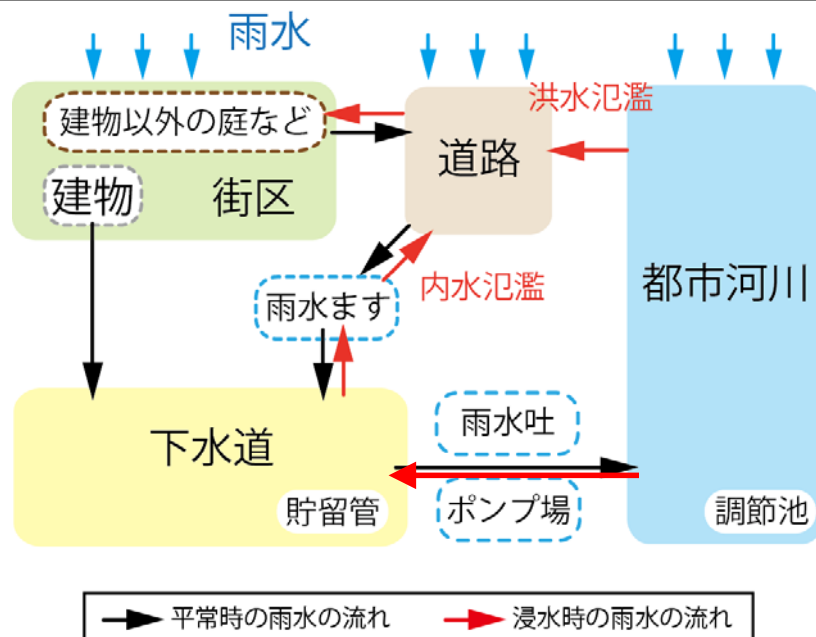 雨水
洪水氾濫
建物以外の庭など
道路
建物
街区
都市河川
内水氾濫
雨水ます
下水道
雨水吐
貯留管
ポンプ場
調節池
平常時の雨水の流れ
浸水時の雨水の流れ